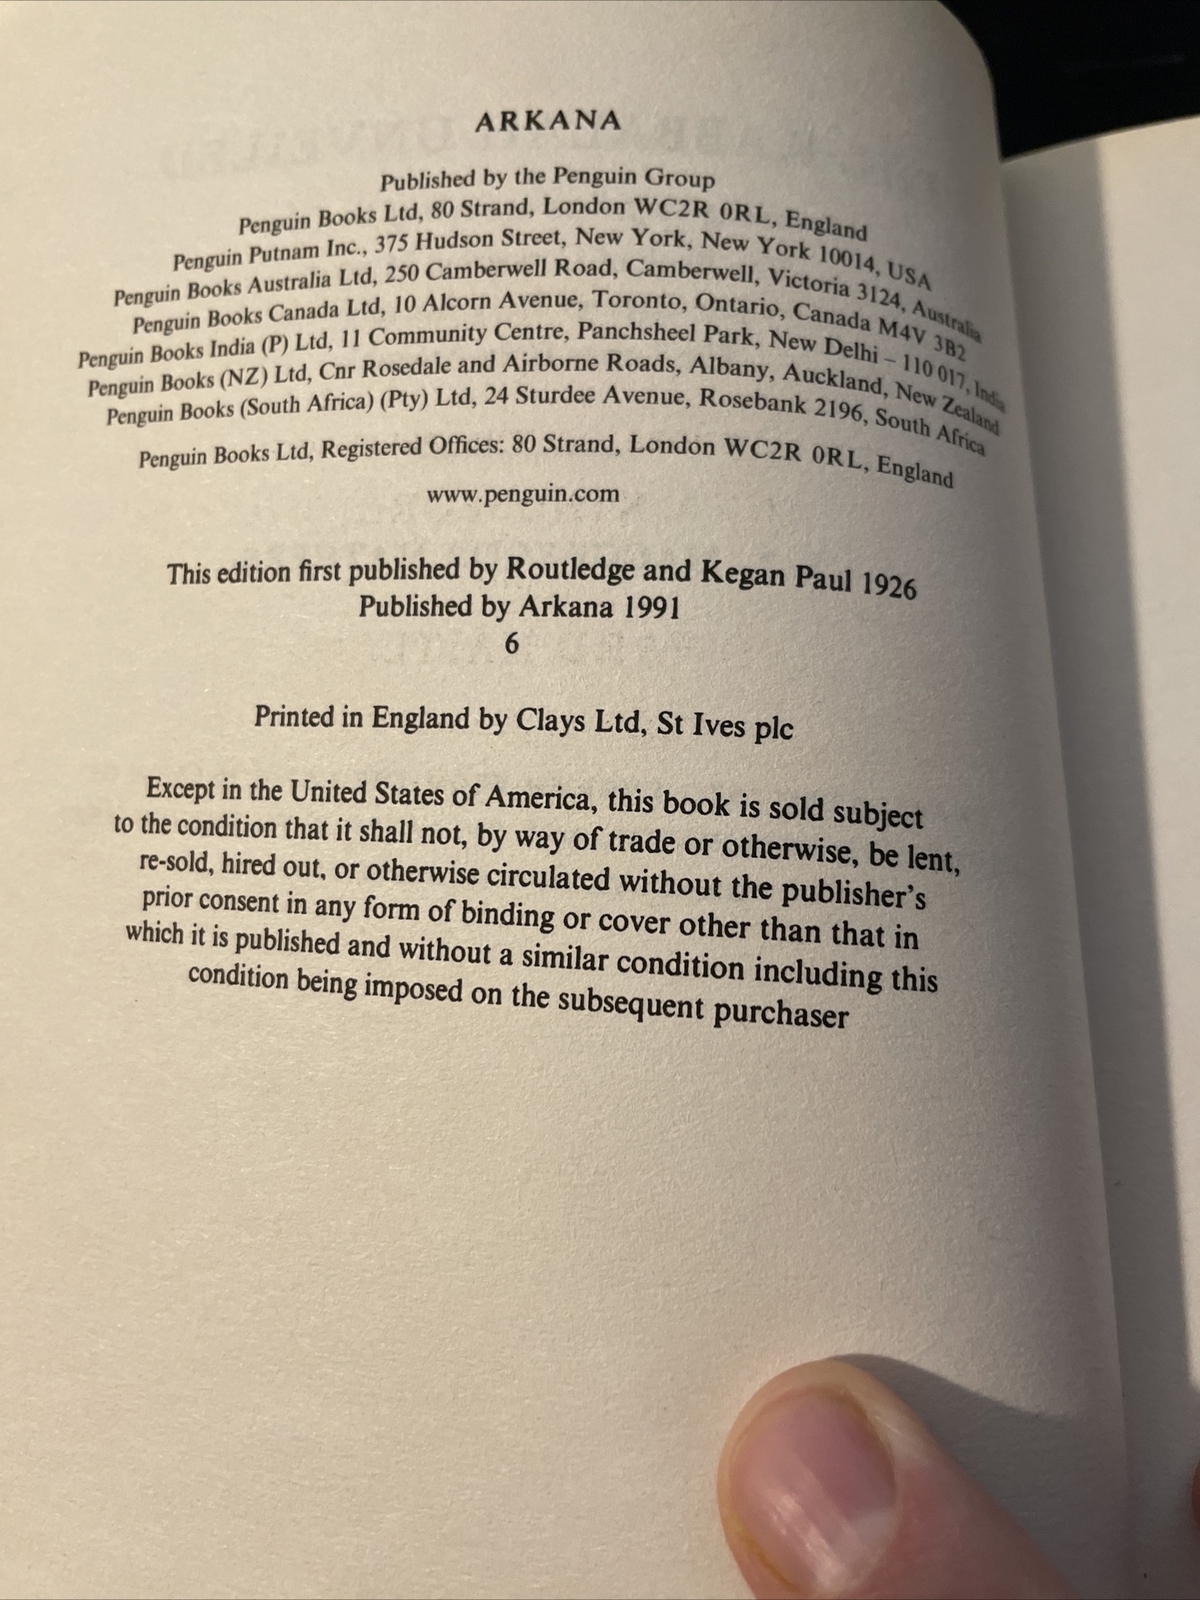 ARKANA
Published by the Penguin Group
Penguin Books Ltd, 80 Strand, London WC2R 0RL, England
Penguin Putnam Inc., 375 Hudson Street, New York, New York 10014, USA
Penguin Books Australia Ltd, 250 Camberwell Road, Camberwell, Victoria 3124, Australia
Penguin Books Canada Ltd, 10 Alcorn Avenue, Toronto, Ontario, Canada M4V 3B2
Penguin Books India (P) Ltd, 11 Community Centre, Panchsheel Park, New Delhi – 110 017, India
Penguin Books (NZ) Ltd, Cnr Rosedale and Airborne Roads, Albany, Auckland, New Zealand
Penguin Books (South Africa) (Pty) Ltd, 24 Sturdee Avenue, Rosebank 2196, South Africa
Penguin Books Ltd, Registered Offices: 80 Strand, London WC2R 0RL, England
www.penguin.com
This edition first published by Routledge and Kegan Paul 1926
Published by Arkana 1991
6
Printed in England by Clays Ltd, St Ives plc
Except in the United States of America, this book is sold subject
to the condition that it shall not, by way of trade or otherwise, be lent,
re-sold, hired out, or otherwise circulated without the publisher's
prior consent in any form of binding or cover other than that in
which it is published and without a similar condition including this
condition being imposed on the subsequent purchaser